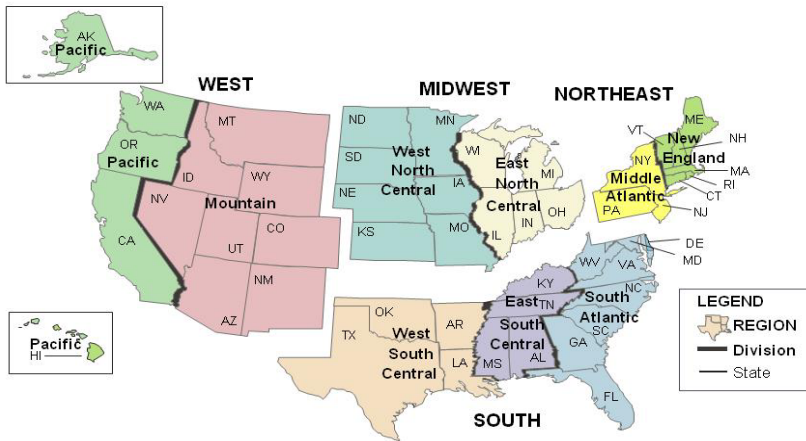 AK
Pacific
WEST
MIDWEST
NORTHEAST
WA
MT
ND
MN
ME
OR
Pacific
ID
WY
SD
West
North
Central
WI
East
North
Central
MI
VT
New
England
NH
NY
Middle
Atlantic
MA
RI
CT
NV
Mountain
NE
IA
PA
NJ
CA
UT
CO
KS
MO
IL
IN
OH
DE
MD
AZ
NM
KY
WV
VA
OK
AR
East
South
Central
TN
NC
South
Atlantic
SC
TX
West
South
Central
LA
MS
AL
GA
FL
Pacific
HI
SOUTH
LEGEND
REGION
Division
State